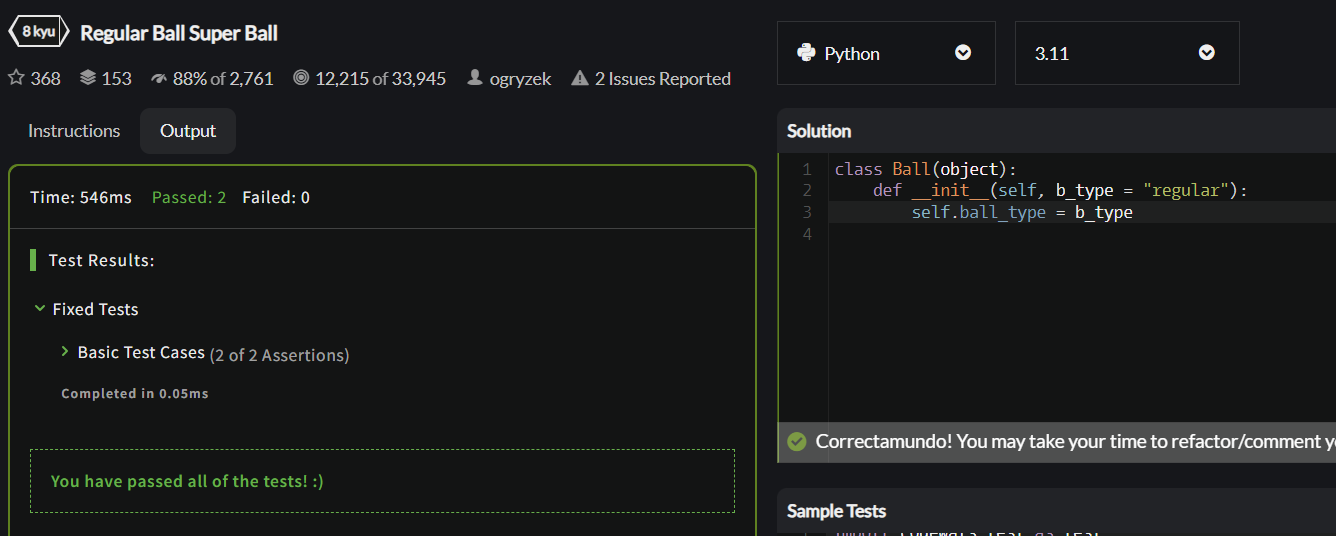 8 kyu Regular Ball Super Ball
368 153 88% of 2,761 12,215 of 33,945 ogryzek 2 Issues Reported
Instructions Output
Time: 546ms Passed: 2 Failed: 0
Test Results:
Fixed Tests
Basic Test Cases (2 of 2 Assertions)
Completed in 0.05ms
You have passed all of the tests! :)
Python 3.11
Solution
1 class Ball(object):
2     def __init__(self, b_type = "regular"):
3         self.ball_type = b_type
4
Correctamundo! You may take your time to refactor/comment
Sample Tests